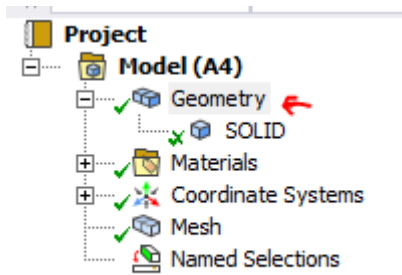 Project
Model (A4)
Geometry
SOLID
Materials
Coordinate Systems
Mesh
Named Selections